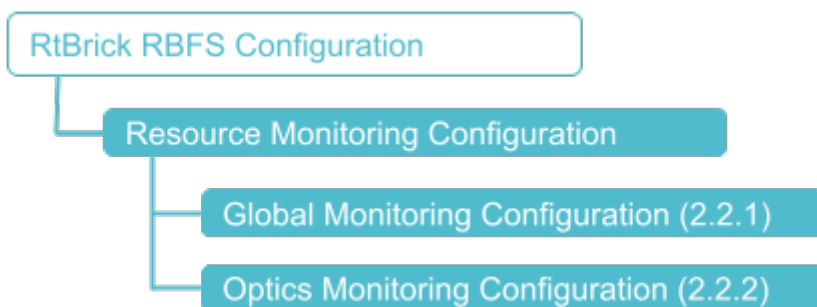 RtBrick RBFS Configuration
Resource Monitoring Configuration
Global Monitoring Configuration (2.2.1)
Optics Monitoring Configuration (2.2.2)